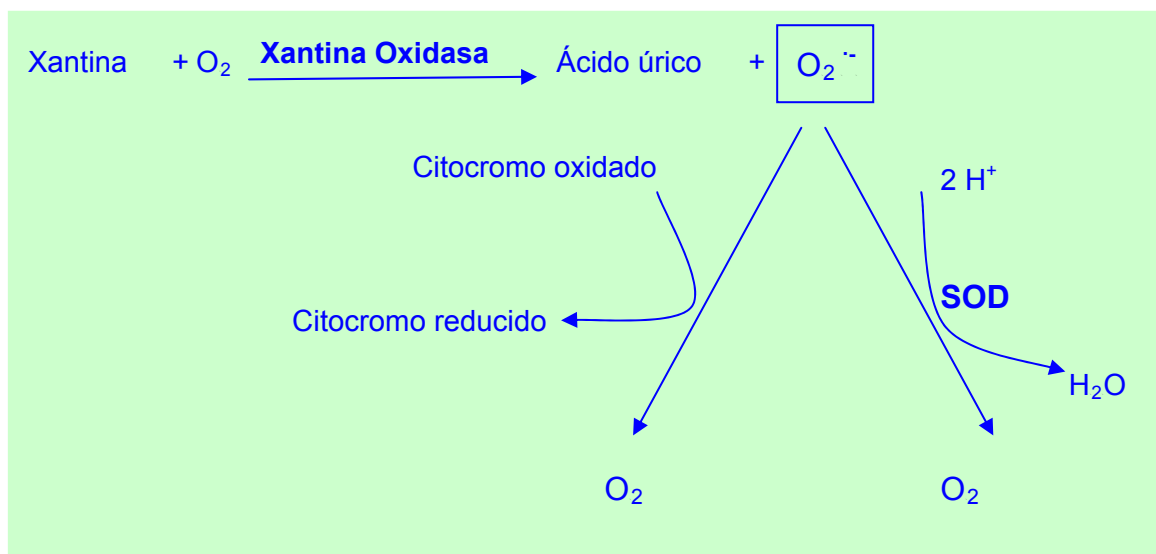 Xantina + O₂ Xantina Oxidasa Ácido úrico + O₂·-
Citocromo oxidado 2 H⁺
SOD
Citocromo reducido
H₂O
O₂ O₂